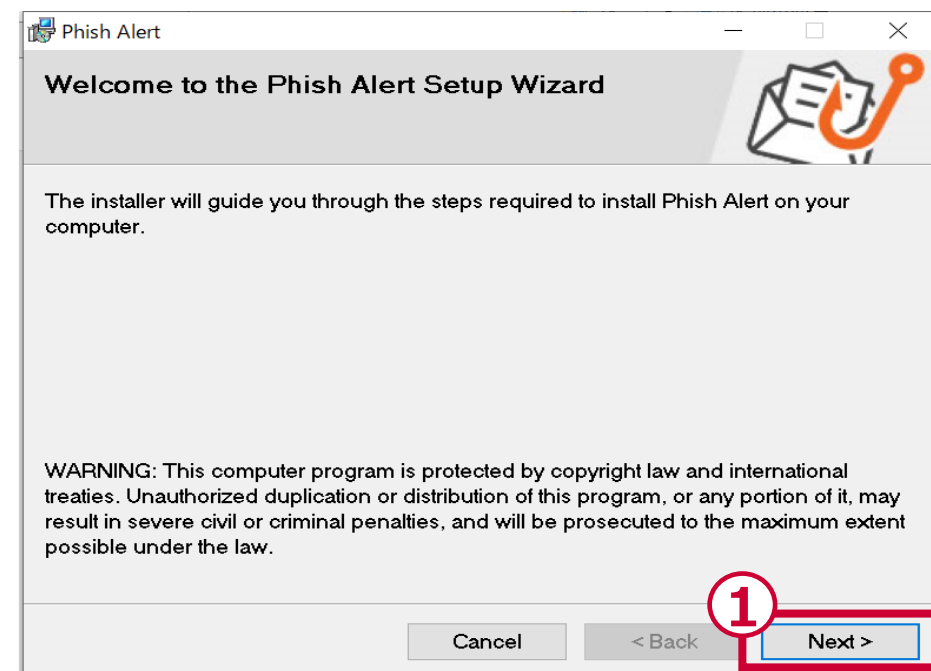 Phish Alert
Welcome to the Phish Alert Setup Wizard
The installer will guide you through the steps required to install Phish Alert on your
computer.
WARNING: This computer program is protected by copyright law and international
treaties. Unauthorized duplication or distribution of this program, or any portion of it, may
result in severe civil or criminal penalties, and will be prosecuted to the maximum extent
possible under the law.
1
Cancel
< Back
Next >